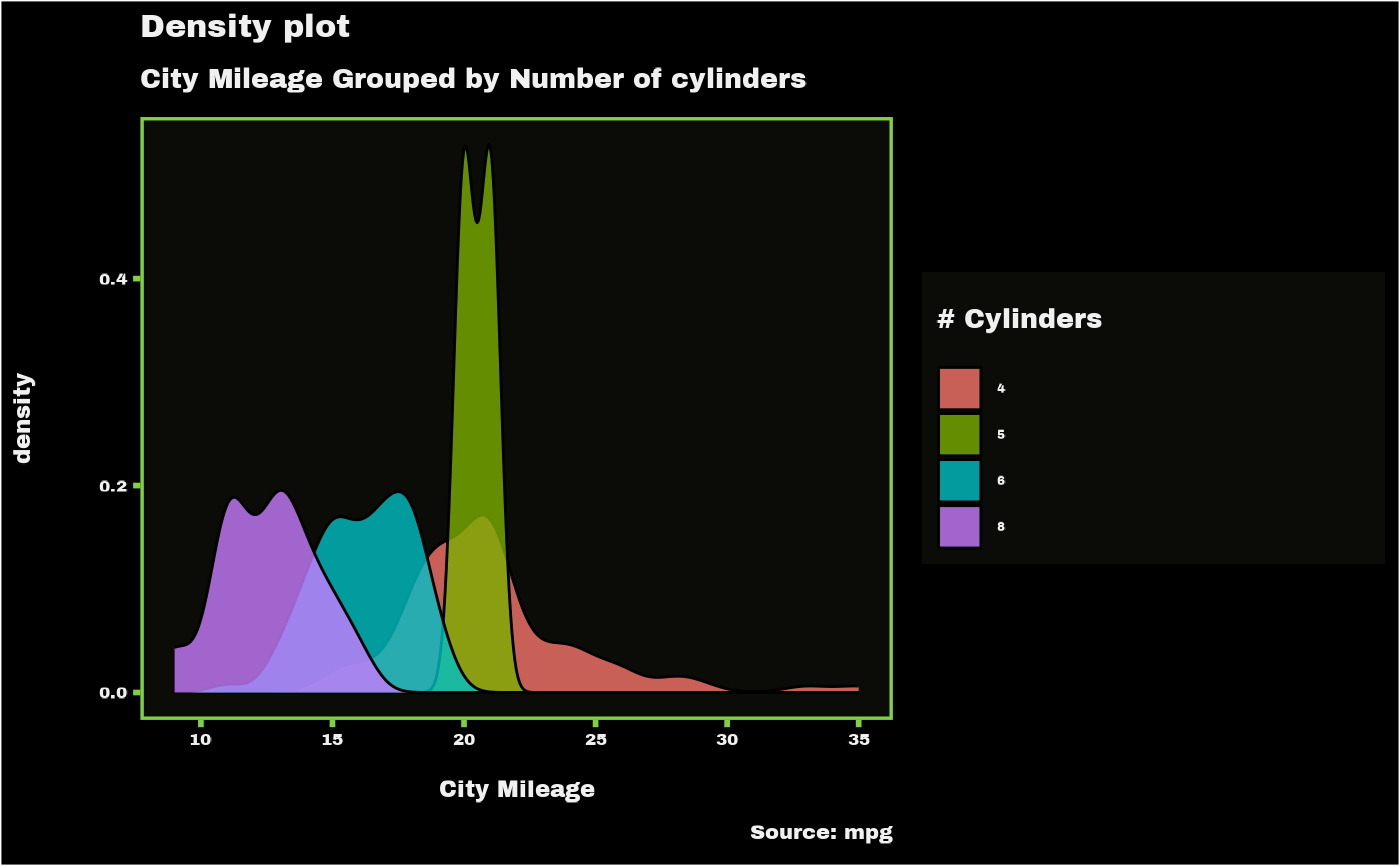 Density plot
City Mileage Grouped by Number of cylinders
density
0.4
0.2
0.0
10 15 20 25 30 35
City Mileage
Source: mpg
# Cylinders
4
5
6
8